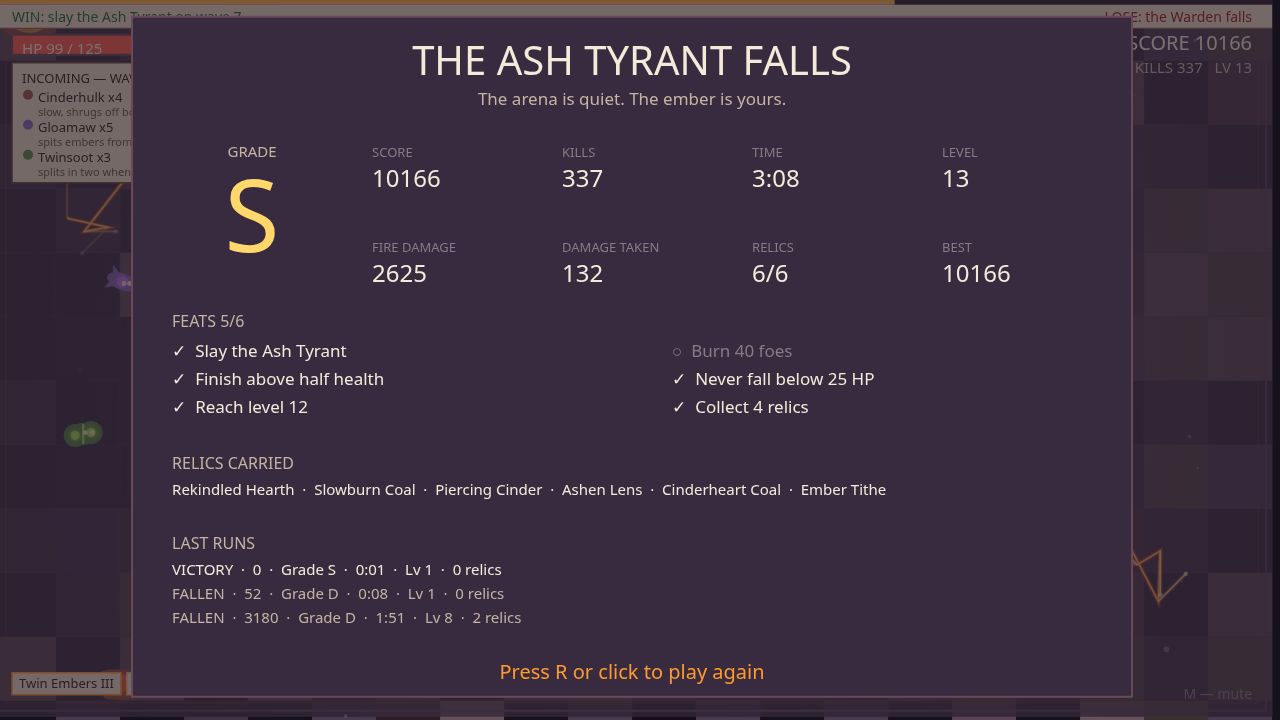 WIN: slay the Ash Tyrant on wave 7
LOSE: the Warden falls
HP 99 / 125
SCORE 10166
KILLS 337 LV 13
INCOMING — WAV
Cinderhulk x4
slow, shrugs off
Gloamaw x5
spits embers from
Twinsoot x3
splits in two when
THE ASH TYRANT FALLS
The arena is quiet. The ember is yours.
GRADE
S
SCORE KILLS TIME LEVEL
10166 337 3:08 13
FIRE DAMAGE DAMAGE TAKEN RELICS BEST
2625 132 6/6 10166
FEATS 5/6
✓ Slay the Ash Tyrant ○ Burn 40 foes
✓ Finish above half health ✓ Never fall below 25 HP
✓ Reach level 12 ✓ Collect 4 relics
RELICS CARRIED
Rekindled Hearth · Slowburn Coal · Piercing Cinder · Ashen Lens · Cinderheart Coal · Ember Tithe
LAST RUNS
VICTORY · 0 · Grade S · 0:01 · Lv 1 · 0 relics
FALLEN · 52 · Grade D · 0:08 · Lv 1 · 0 relics
FALLEN · 3180 · Grade D · 1:51 · Lv 8 · 2 relics
Press R or click to play again
Twin Embers III
M — mute